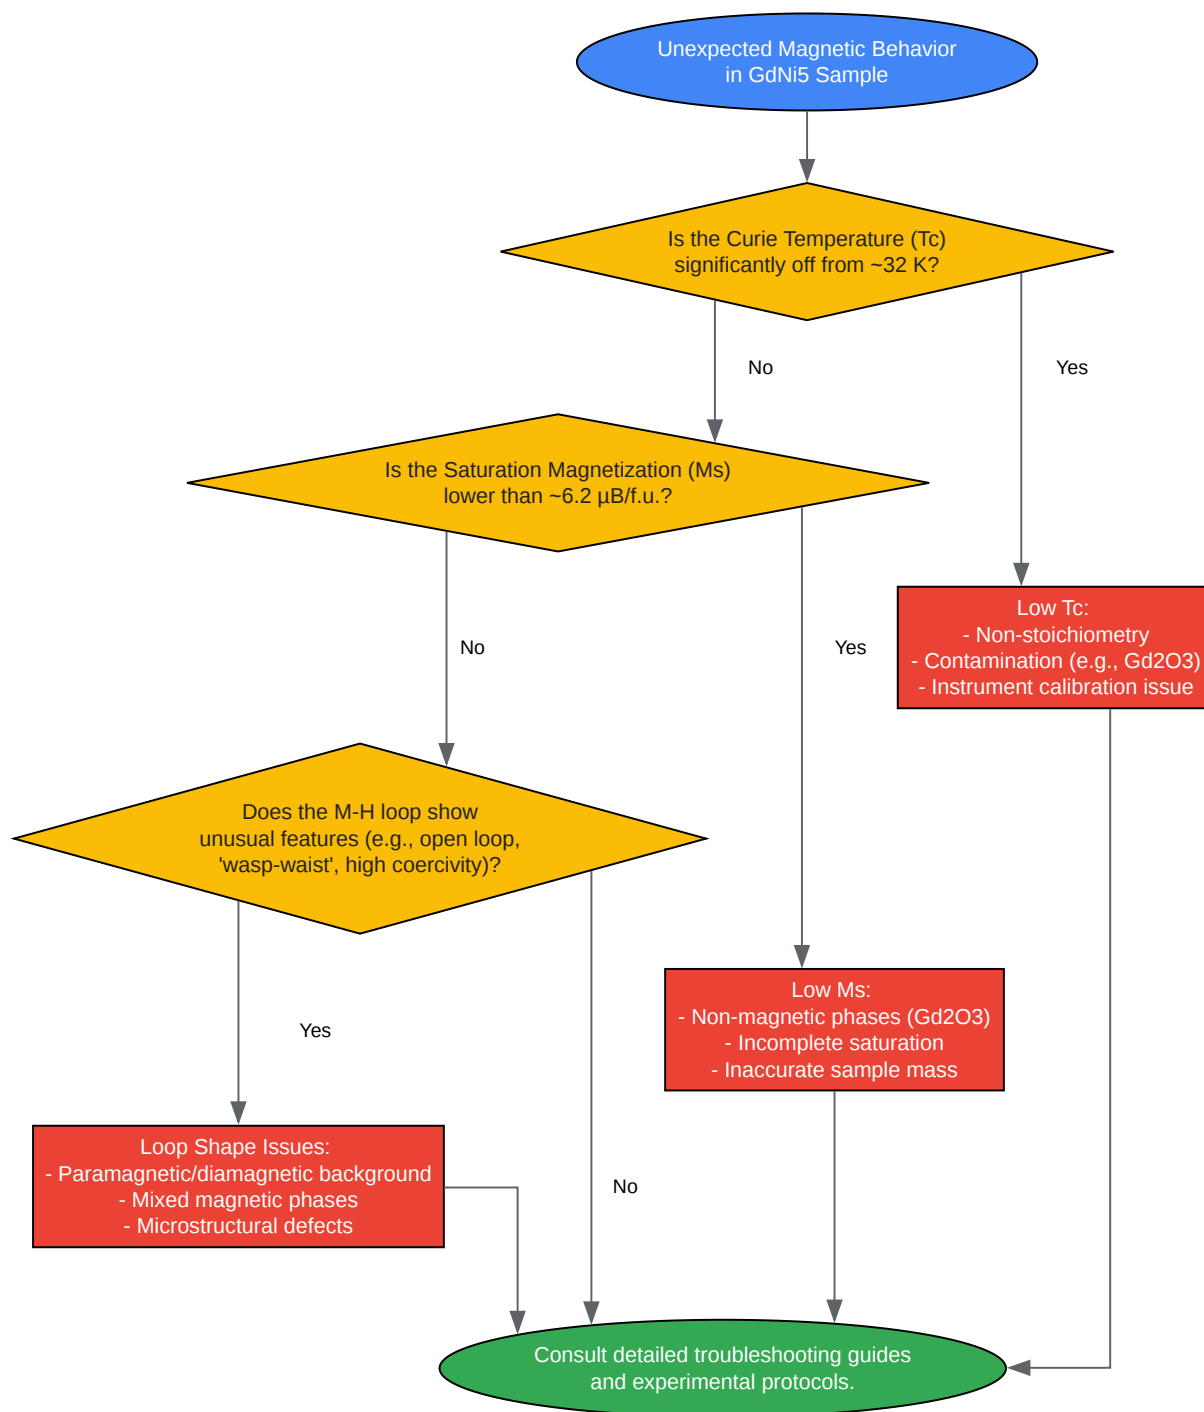 Unexpected Magnetic Behavior
in GdNi5 Sample
Is the Curie Temperature (Tc)
significantly off from ~32 K?
No
Yes
Is the Saturation Magnetization (Ms)
lower than ~6.2 µB/f.u.?
Low Tc:
- Non-stoichiometry
- Contamination (e.g., Gd2O3)
- Instrument calibration issue
No
Yes
Does the M-H loop show
unusual features (e.g., open loop,
'wasp-waist', high coercivity)?
Low Ms:
- Non-magnetic phases (Gd2O3)
- Incomplete saturation
- Inaccurate sample mass
Yes
Loop Shape Issues:
- Paramagnetic/diamagnetic background
- Mixed magnetic phases
- Microstructural defects
No
Consult detailed troubleshooting guides
and experimental protocols.